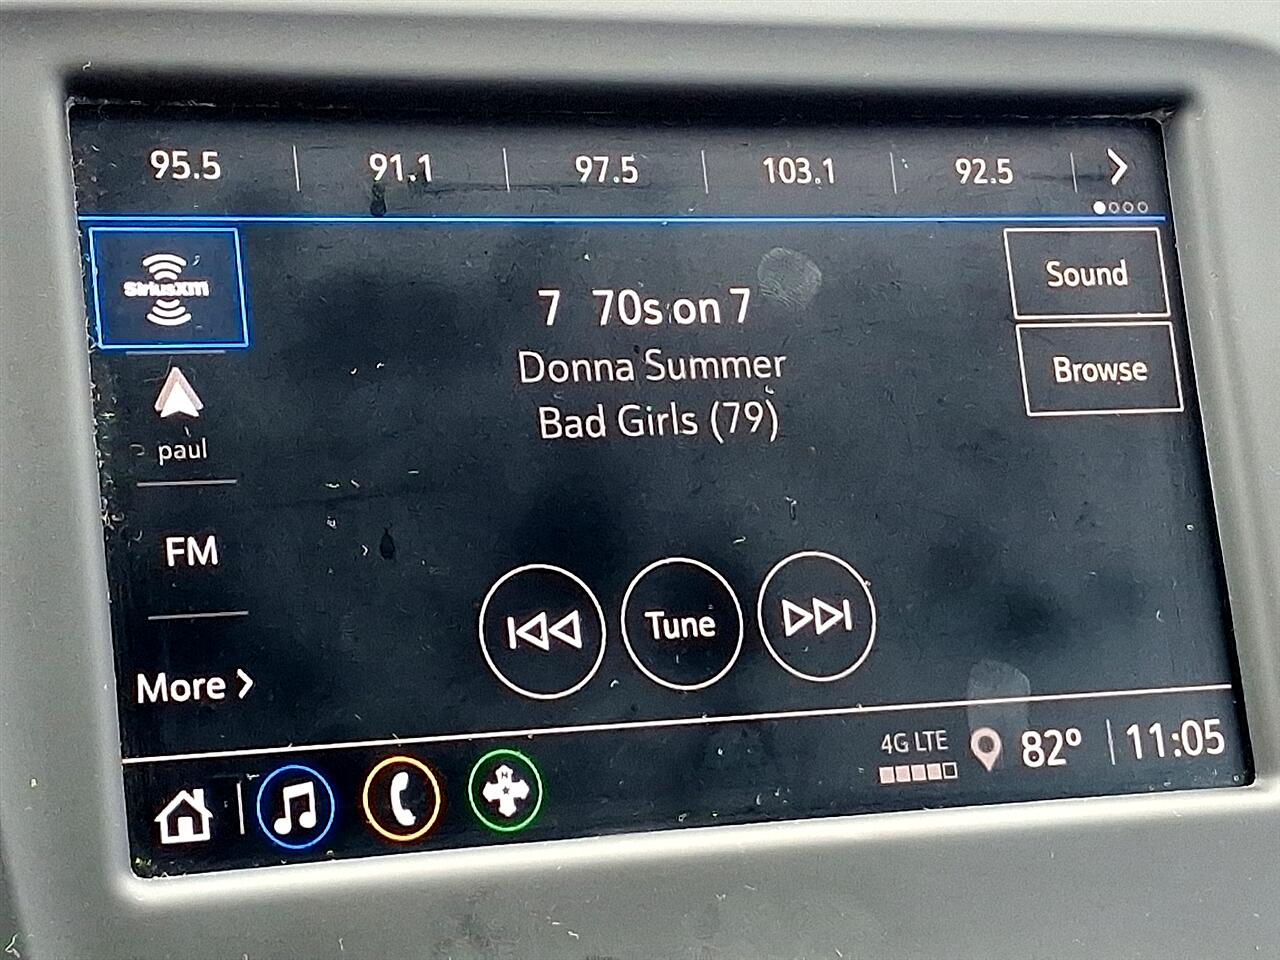 95.5 91.1 97.5 103.1 92.5
SiriusXM
Sound
7 70s on 7
Donna Summer
Browse
Bad Girls (79)
paul
FM
Tune
More
4G LTE 82° 11:05